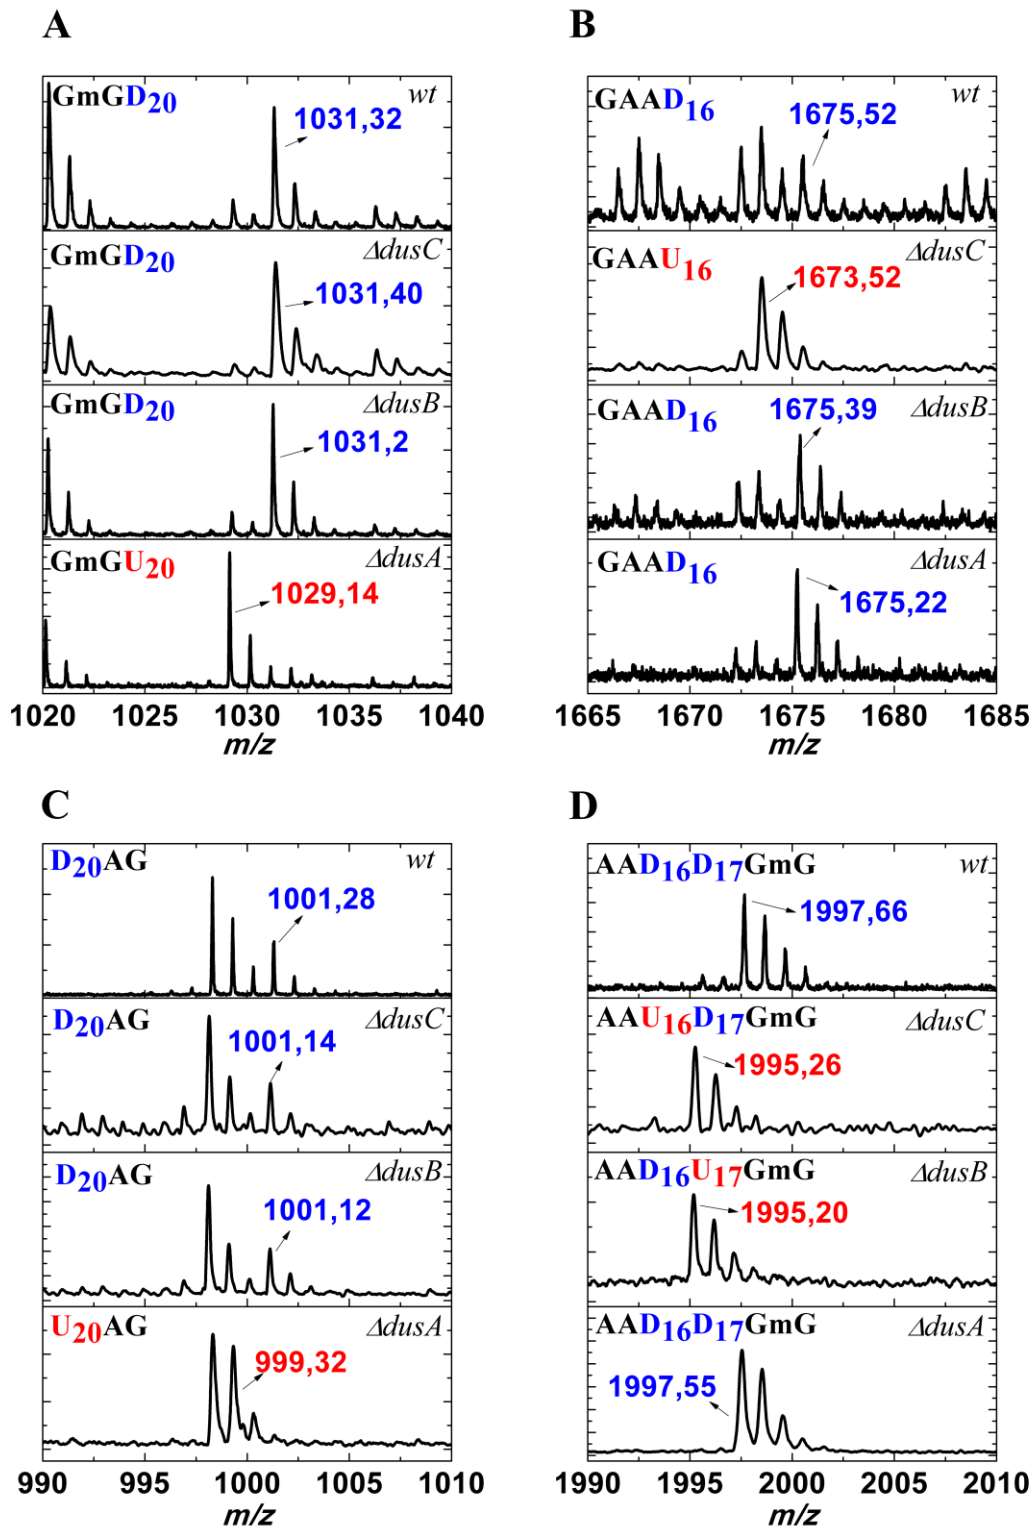 A
GmGD20 wt
1031,32
GmGD20 ΔdusC
1031,40
GmGD20 ΔdusB
1031,2
GmGU20 ΔdusA
1029,14
1020 1025 1030 1035 1040
m/z
B
GAAD16 wt
1675,52
GAAU16 ΔdusC
1673,52
GAAD16 ΔdusB
1675,39
GAAD16 ΔdusA
1675,22
1665 1670 1675 1680 1685
m/z
C
D20AG wt
1001,28
D20AG ΔdusC
1001,14
D20AG ΔdusB
1001,12
U20AG ΔdusA
999,32
990 995 1000 1005 1010
m/z
D
AAD16D17GmG wt
1997,66
AAU16D17GmG ΔdusC
1995,26
AAD16U17GmG ΔdusB
1995,20
AAD16D17GmG ΔdusA
1997,55
1990 1995 2000 2005 2010
m/z